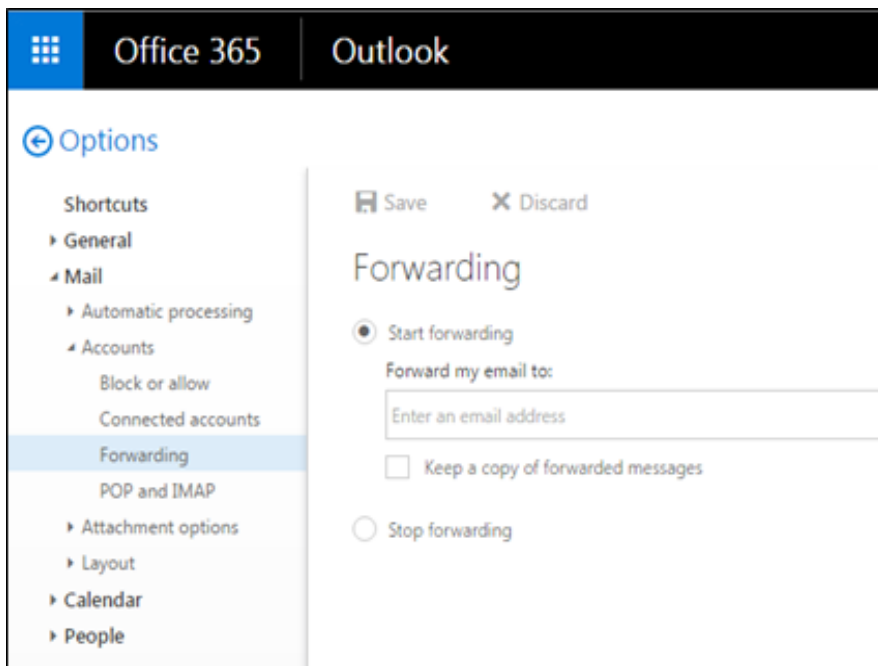 Office 365 Outlook
Options
Shortcuts
General
Mail
Automatic processing
Accounts
Block or allow
Connected accounts
Forwarding
POP and IMAP
Attachment options
Layout
Calendar
People
Save Discard
Forwarding
Start forwarding
Forward my email to:
Enter an email address
Keep a copy of forwarded messages
Stop forwarding